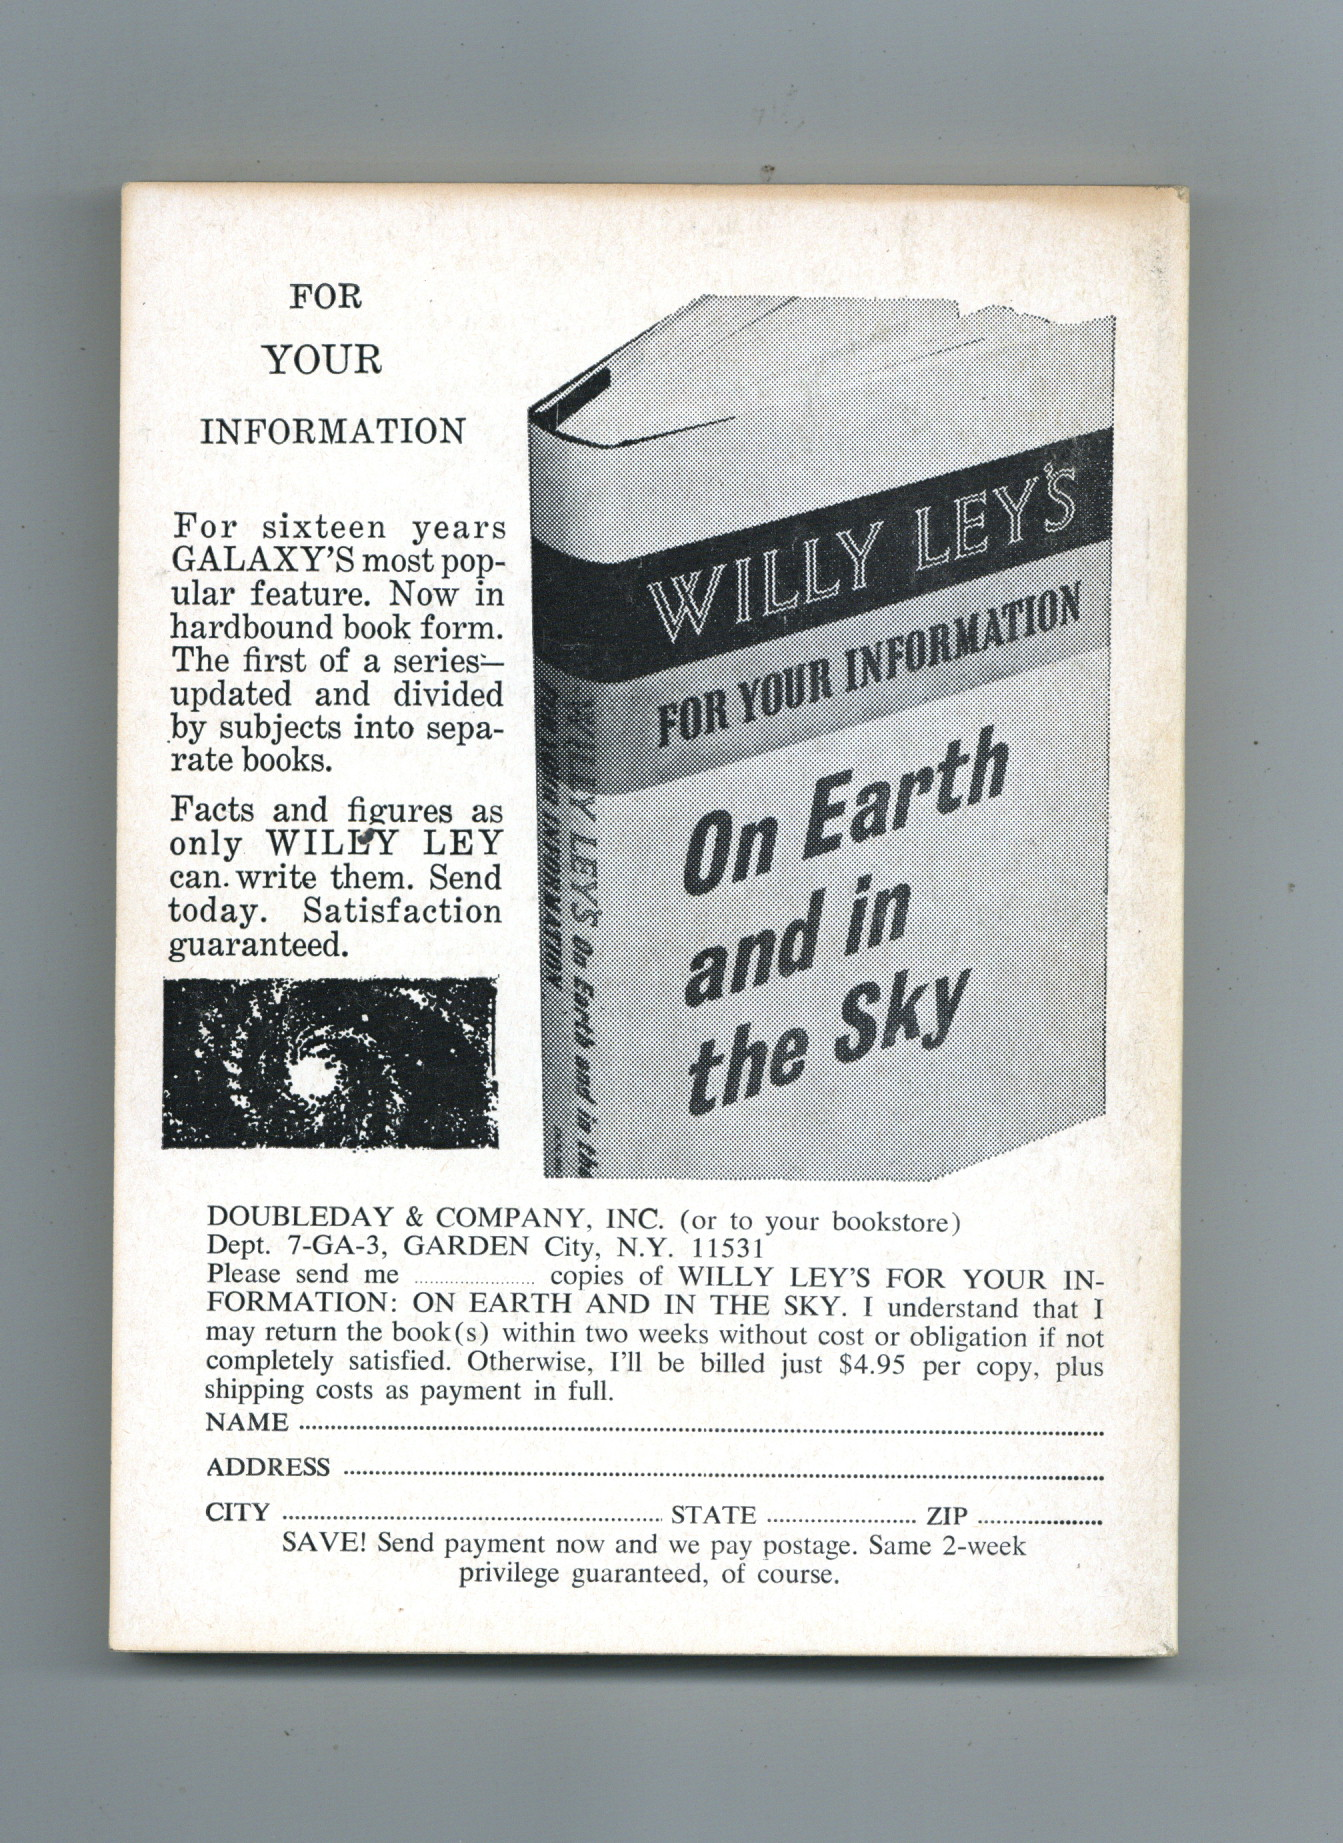 FOR
YOUR
INFORMATION
For sixteen years
GALAXY'S most pop-
ular feature. Now in
hardbound book form.
The first of a series—
updated and divided
by subjects into sepa-
rate books.
Facts and figures as
only WILLY LEY
can write them. Send
today. Satisfaction
guaranteed.
WILLY LEY'S
FOR YOUR INFORMATION
On Earth
and in
the Sky
WILLY LEY'S On Earth and in the
FOR YOUR INFORMATION
DOUBLEDAY & COMPANY, INC. (or to your bookstore)
Dept. 7-GA-3, GARDEN City, N.Y. 11531
Please send me ........................ copies of WILLY LEY'S FOR YOUR IN-
FORMATION: ON EARTH AND IN THE SKY. I understand that I
may return the book(s) within two weeks without cost or obligation if not
completely satisfied. Otherwise, I'll be billed just $4.95 per copy, plus
shipping costs as payment in full.
NAME ........................
ADDRESS ........................
CITY ........................ STATE ........................ ZIP ........................
SAVE! Send payment now and we pay postage. Same 2-week
privilege guaranteed, of course.